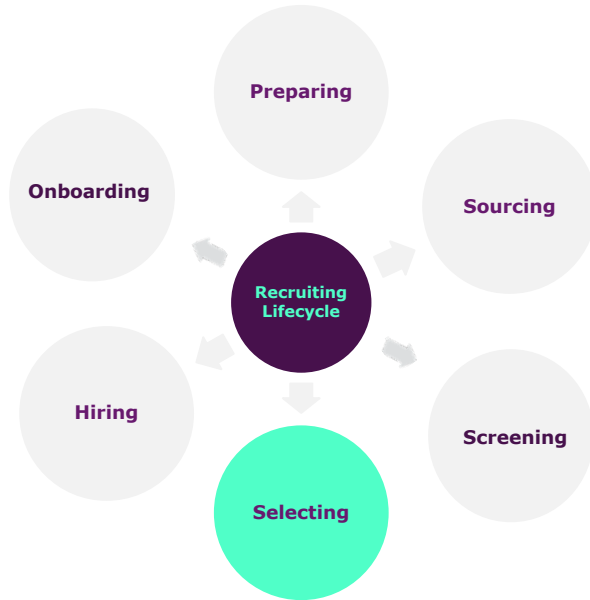 Preparing
Onboarding
Sourcing
Recruiting
Lifecycle
Hiring
Screening
Selecting